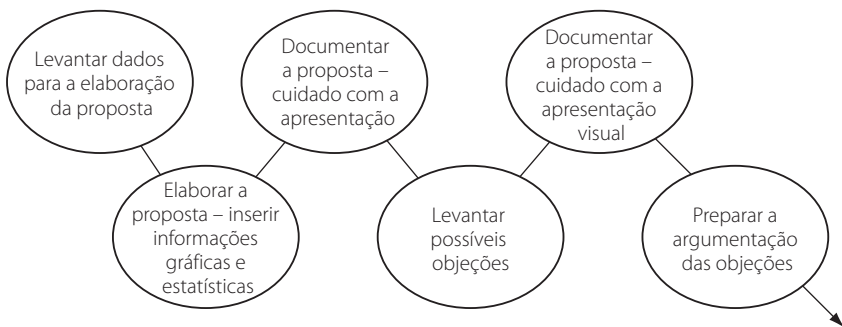 Levantar dados
para a elaboração
da proposta
Elaborar a
proposta – inserir
informações
gráficas e
estatísticas
Documentar
a proposta –
cuidado com a
apresentação
Levantar
possíveis
objeções
Documentar
a proposta –
cuidado com a
apresentação
visual
Preparar a
argumentação
das objeções